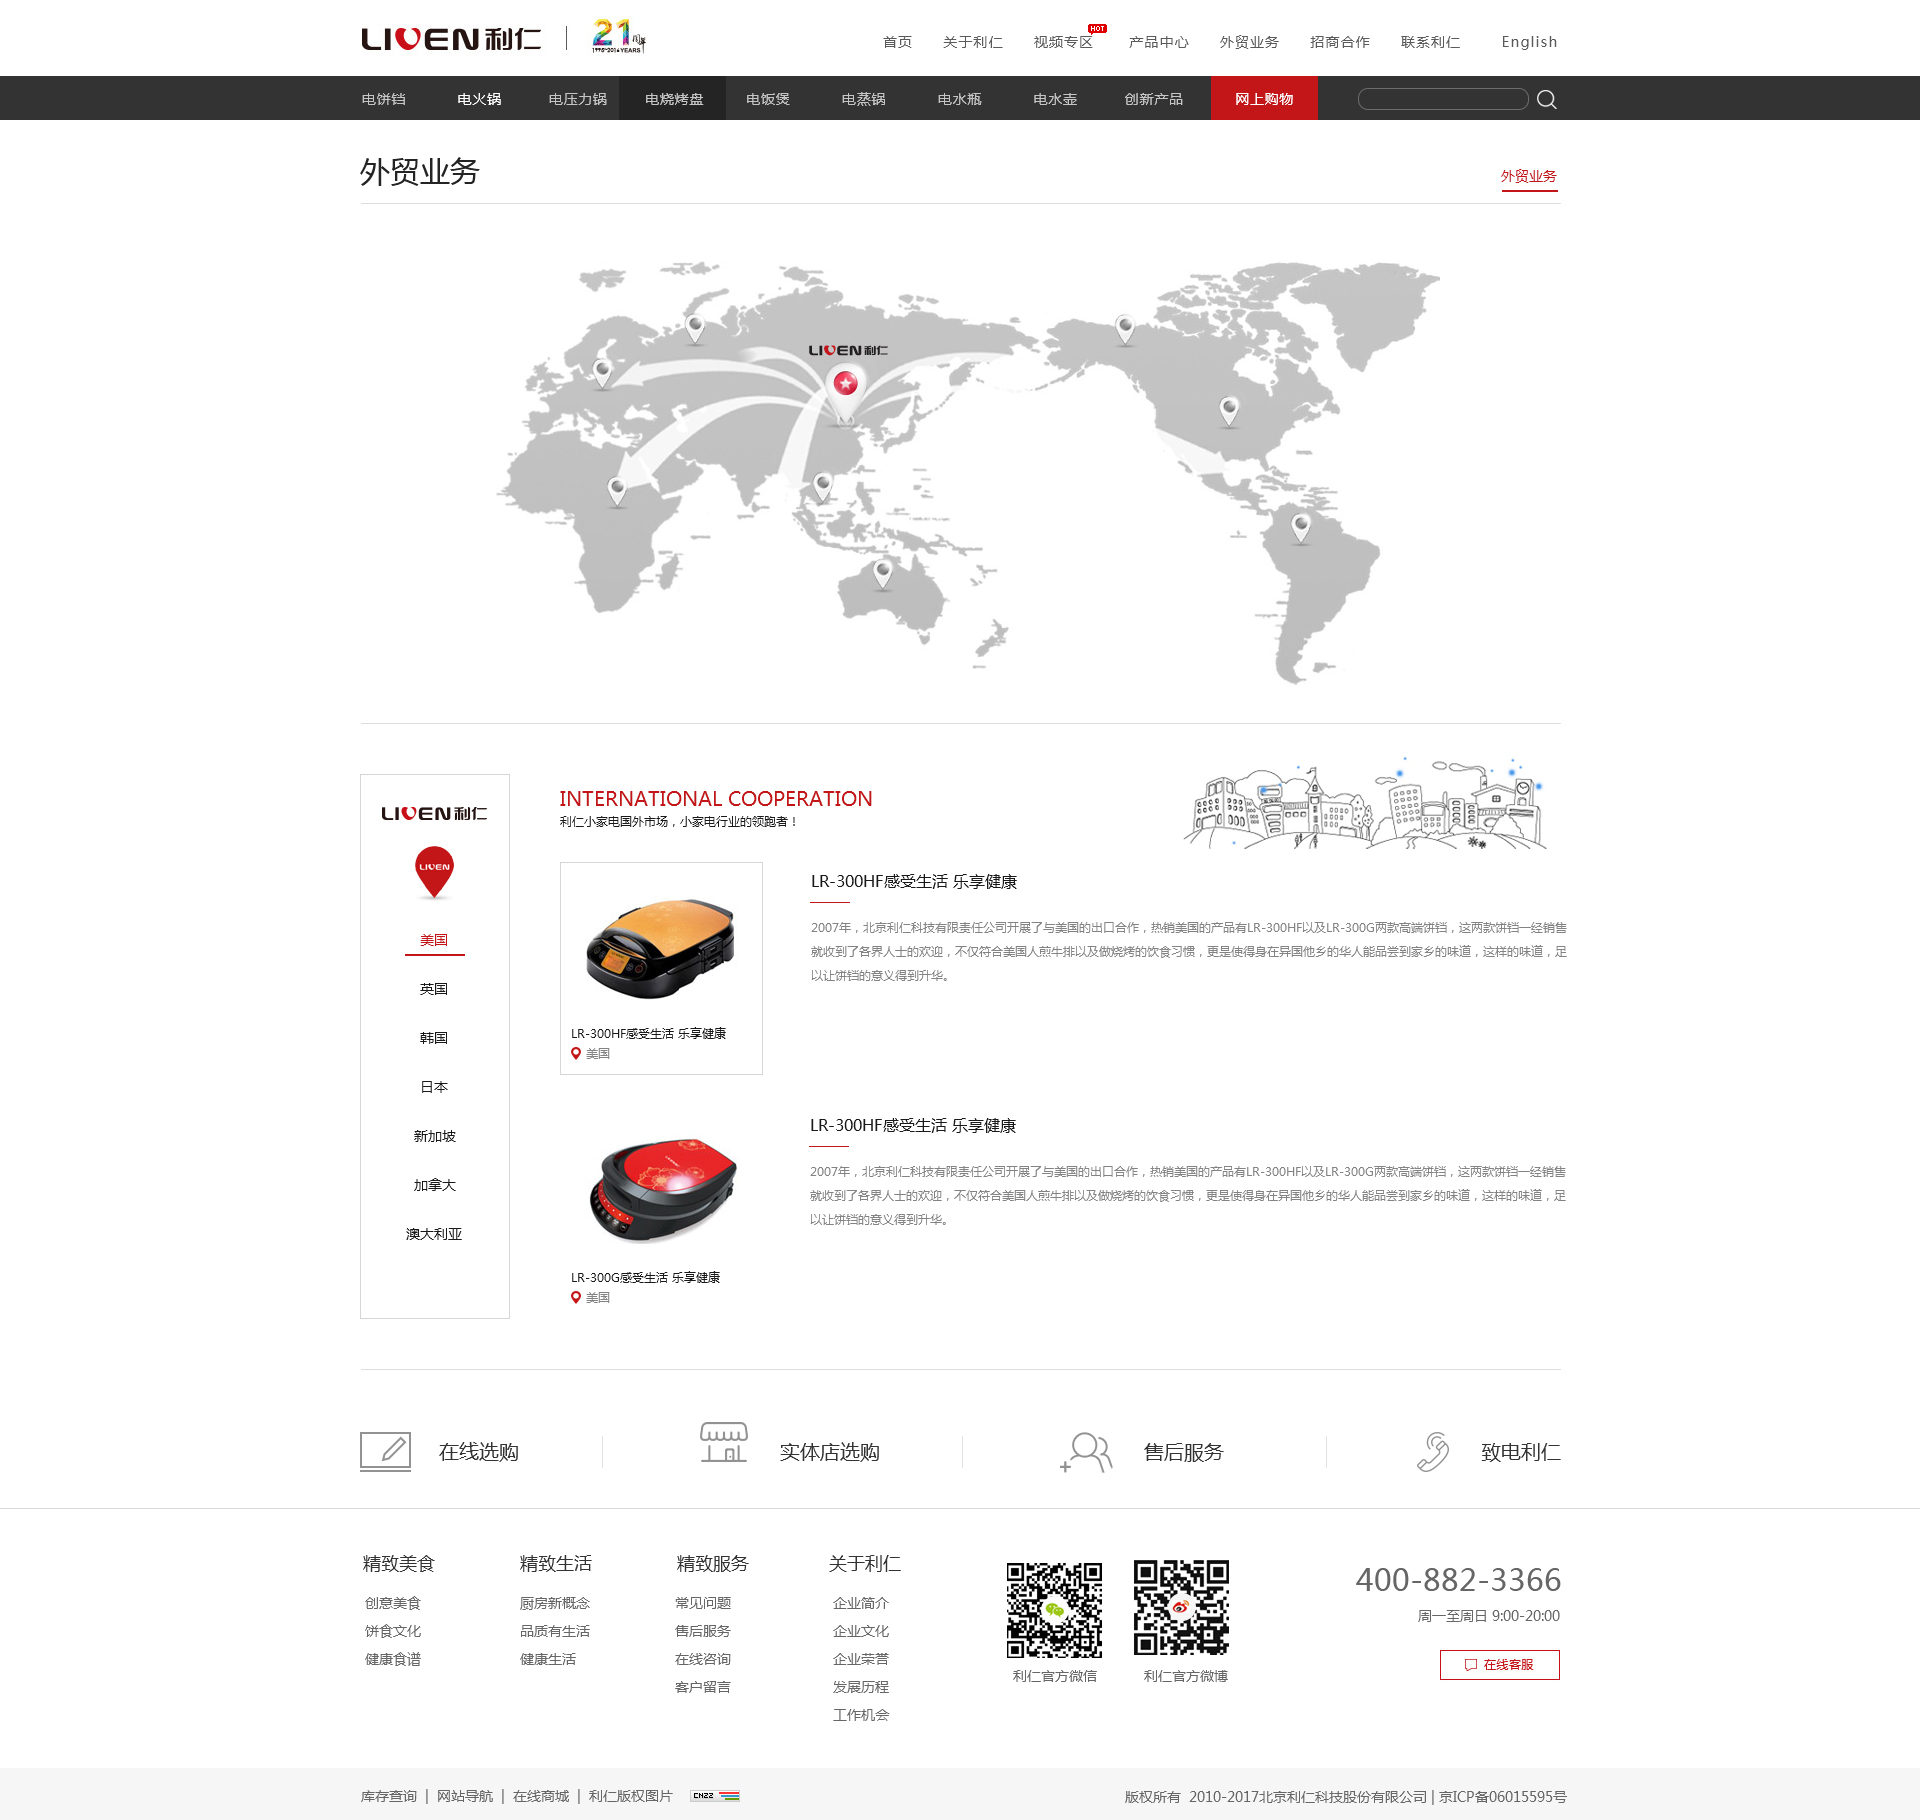 LIVEN利仁 21周年
1995-2016 YEARS
首页 关于利仁 视频专区 HOT 产品中心 外贸业务 招商合作 联系利仁 English
电饼铛 电火锅 电压力锅 电烧烤盘 电饭煲 电蒸锅 电水瓶 电水壶 创新产品 网上购物
外贸业务
外贸业务
LIVEN利仁
LIVEN利仁
LIVEN
美国
英国
韩国
日本
新加坡
加拿大
澳大利亚
INTERNATIONAL COOPERATION
利仁小家电国外市场，小家电行业的领跑者！
LR-300HF感受生活 乐享健康
美国
LR-300HF感受生活 乐享健康
2007年，北京利仁科技有限责任公司开展了与美国的出口合作，热销美国的产品有LR-300HF以及LR-300G两款高端饼铛，这两款饼铛一经销售
就收到了各界人士的欢迎，不仅符合美国人煎牛排以及做烧烤的饮食习惯，更是使得身在异国他乡的华人能品尝到家乡的味道，这样的味道，足
以让饼铛的意义得到升华。
LR-300G感受生活 乐享健康
美国
LR-300HF感受生活 乐享健康
2007年，北京利仁科技有限责任公司开展了与美国的出口合作，热销美国的产品有LR-300HF以及LR-300G两款高端饼铛，这两款饼铛一经销售
就收到了各界人士的欢迎，不仅符合美国人煎牛排以及做烧烤的饮食习惯，更是使得身在异国他乡的华人能品尝到家乡的味道，这样的味道，足
以让饼铛的意义得到升华。
在线选购 实体店选购 售后服务 致电利仁
精致美食
创意美食
饼食文化
健康食谱
精致生活
厨房新概念
品质有生活
健康生活
精致服务
常见问题
售后服务
在线咨询
客户留言
关于利仁
企业简介
企业文化
企业荣誉
发展历程
工作机会
利仁官方微信
利仁官方微博
400-882-3366
周一至周日 9:00-20:00
在线客服
库存查询 | 网站导航 | 在线商城 | 利仁版权图片 CNZZ
版权所有 2010-2017北京利仁科技股份有限公司 | 京ICP备06015595号